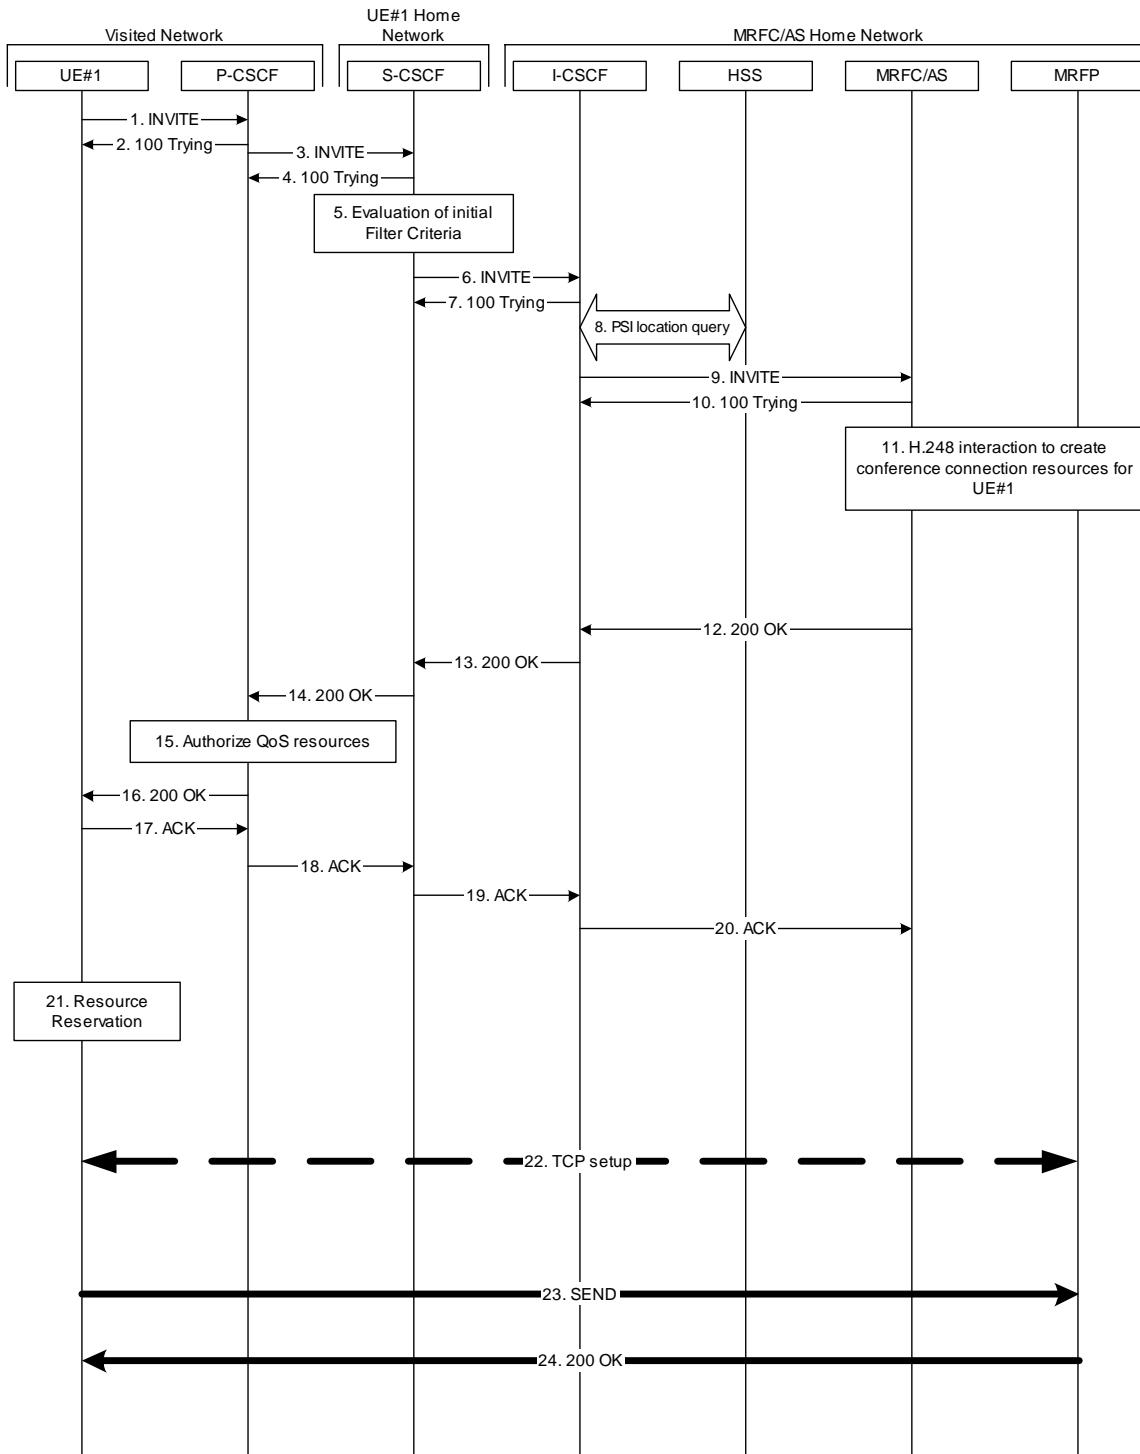 UE#1 Home
Network
Visited Network
MRFC/AS Home Network
UE#1
P-CSCF
S-CSCF
I-CSCF
HSS
MRFC/AS
MRFP
1. INVITE
2. 100 Trying
3. INVITE
4. 100 Trying
5. Evaluation of initial
Filter Criteria
6. INVITE
7. 100 Trying
8. PSI location query
9. INVITE
10. 100 Trying
11. H.248 interaction to create
conference connection resources for
UE#1
12. 200 OK
13. 200 OK
14. 200 OK
15. Authorize QoS resources
16. 200 OK
17. ACK
18. ACK
19. ACK
20. ACK
21. Resource
Reservation
22. TCP setup
23. SEND
24. 200 OK